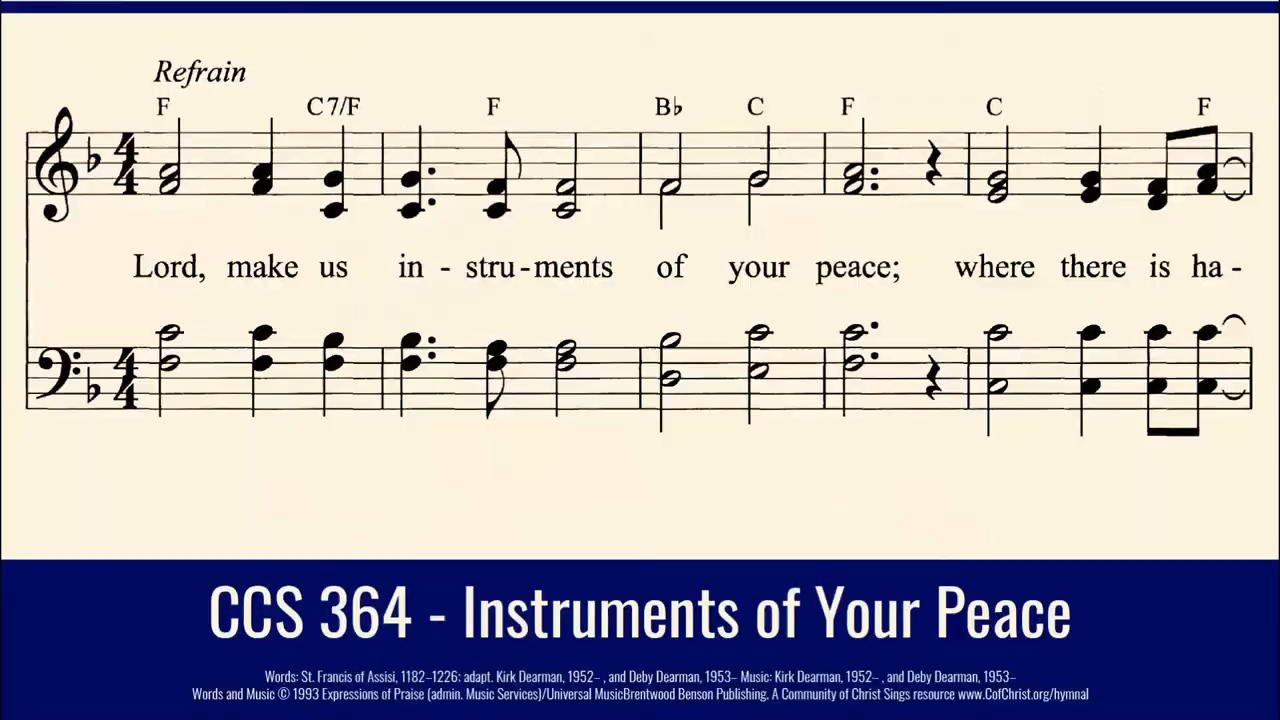 Refrain
F C7/F F B♭ C F C F
Lord, make us in - stru - ments of your peace; where there is ha -
CCS 364 - Instruments of Your Peace
Words: St. Francis of Assisi, 1182–1226; adapt. Kirk Dearman, 1952– , and Deby Dearman, 1953– Music: Kirk Dearman, 1952– , and Deby Dearman, 1953–
Words and Music © 1993 Expressions of Praise (admin. Music Services)/Universal MusicBrentwood Benson Publishing. A Community of Christ Sings resource www.CofChrist.org/hymnal